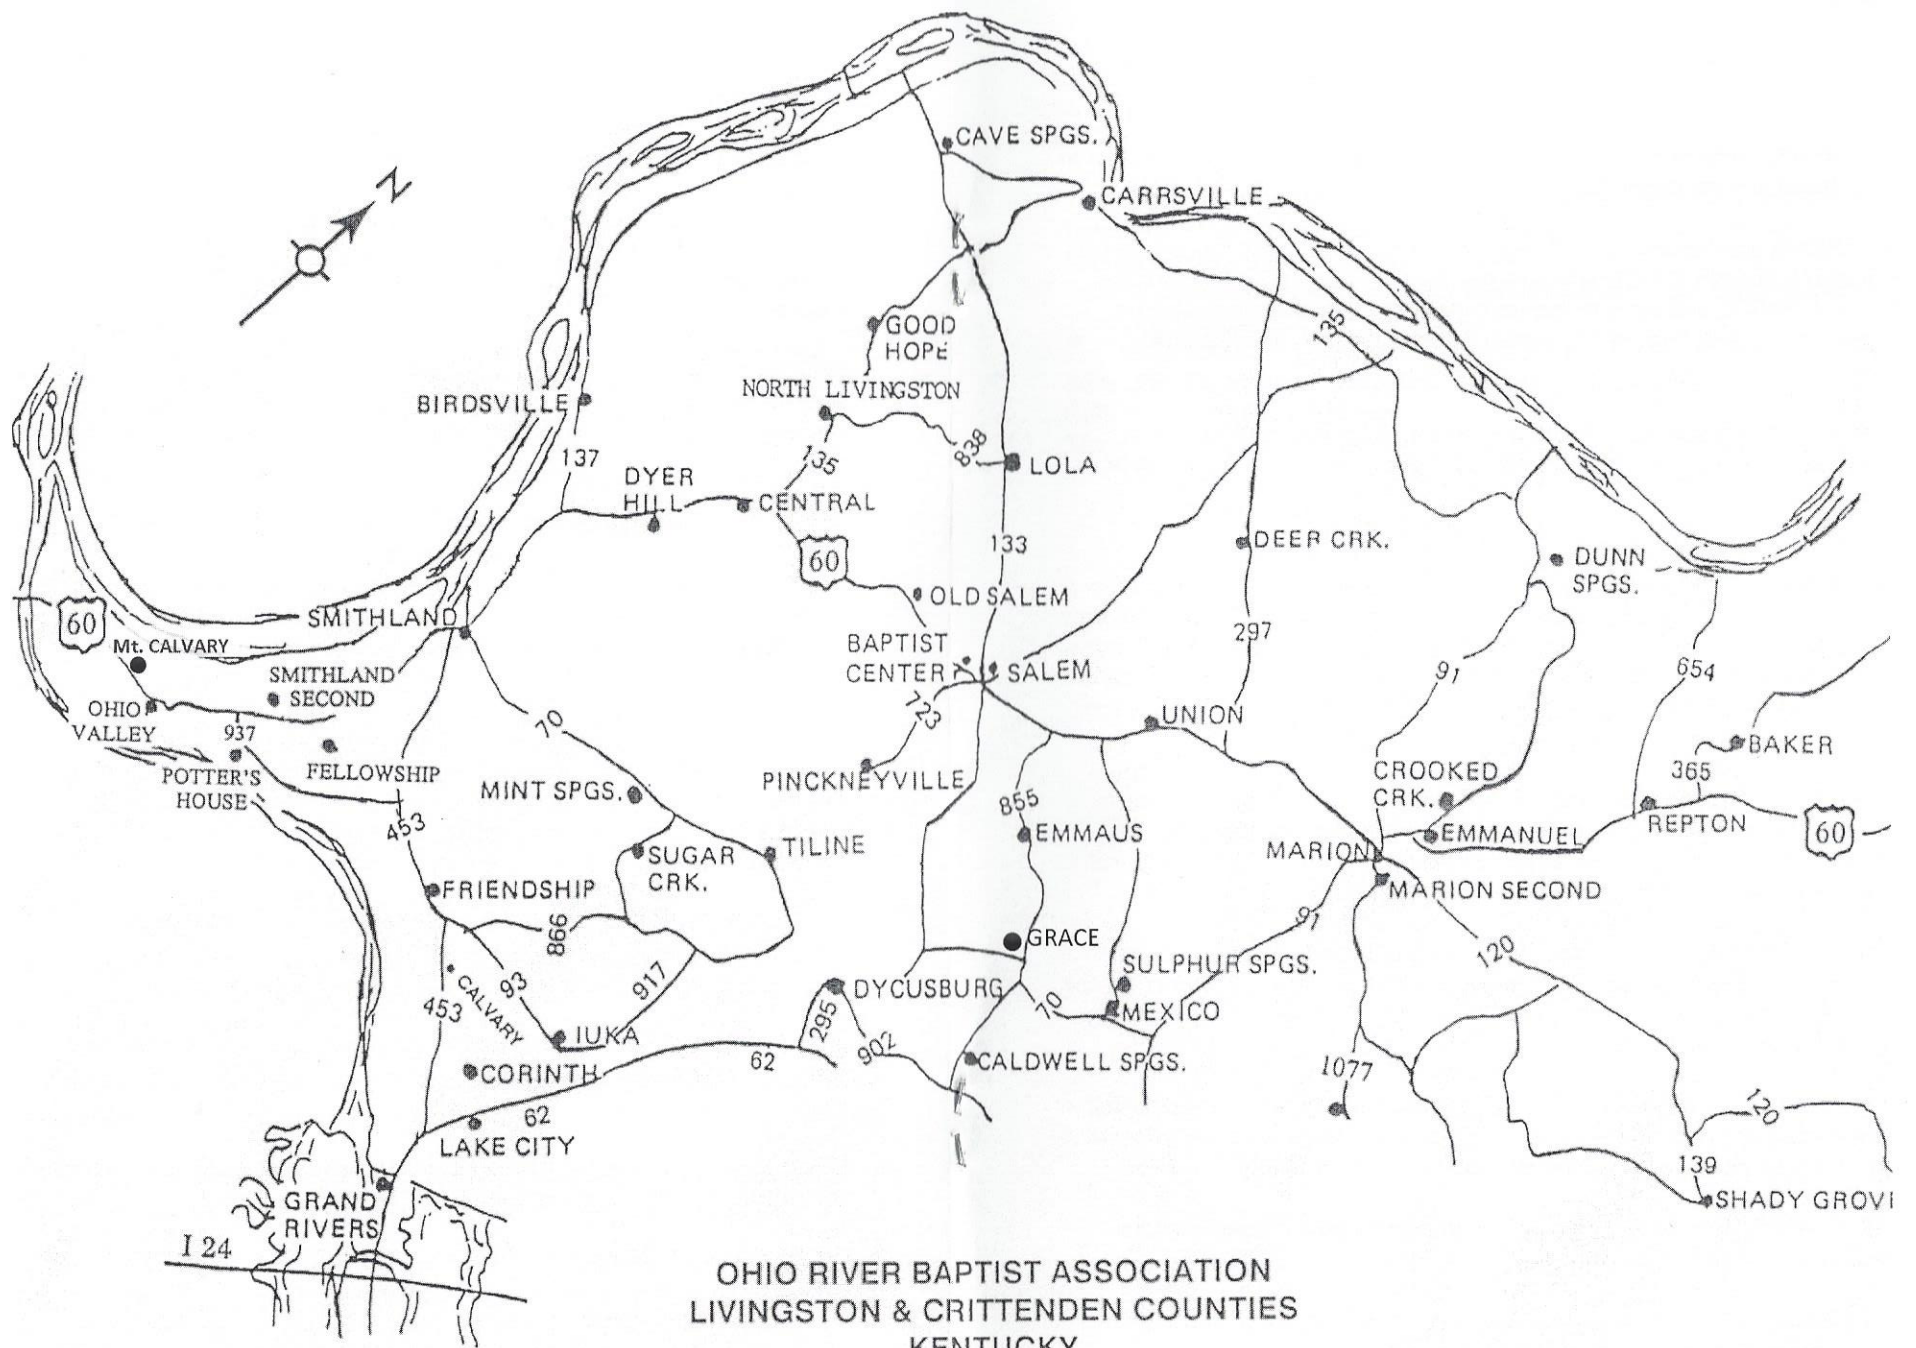 CAVE SPGS.
N
CARRSVILLE
GOOD
HOPE
135
NORTH LIVINGSTON
BIRDSVILLE
137
135
838
LOLA
DYER
HILL
CENTRAL
133
DEER CRK.
60
DUNN
SPGS.
OLD SALEM
60
SMITHLAND
Mt. CALVARY
BAPTIST
CENTER
SALEM
297
91
654
SMITHLAND
SECOND
OHIO
VALLEY
937
70
723
UNION
BAKER
POTTER'S
HOUSE
FELLOWSHIP
MINT SPGS.
PINCKNEYVILLE
CROOKED
CRK.
365
453
855
EMMAUS
EMMANUEL
REPTON
60
SUGAR
CRK.
TILINE
MARION
FRIENDSHIP
MARION SECOND
866
GRACE
91
120
CALVARY
93
917
453
DYCUSBURG
SULPHUR SPGS.
70
MEXICO
IUKA
295
902
CORINTH
62
CALDWELL SPGS.
1077
62
LAKE CITY
120
139
GRAND
RIVERS
SHADY GROVI
I 24
OHIO RIVER BAPTIST ASSOCIATION
LIVINGSTON & CRITTENDEN COUNTIES
KENTUCKY